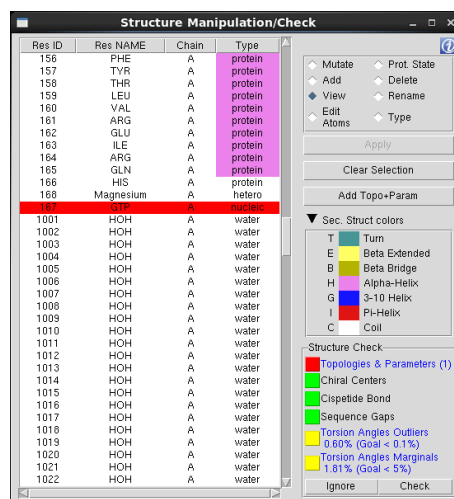 Structure Manipulation/Check
Res ID Res NAME Chain Type
156 PHE A protein
157 TYR A protein
158 THR A protein
159 LEU A protein
160 VAL A protein
161 ARG A protein
162 GLU A protein
163 ILE A protein
164 ARG A protein
165 GLN A protein
166 HIS A protein
168 Magnesium A hetero
167 GTP A nucleic
1001 HOH A water
1002 HOH A water
1003 HOH A water
1004 HOH A water
1005 HOH A water
1006 HOH A water
1007 HOH A water
1008 HOH A water
1009 HOH A water
1010 HOH A water
1011 HOH A water
1012 HOH A water
1013 HOH A water
1014 HOH A water
1015 HOH A water
1016 HOH A water
1017 HOH A water
1018 HOH A water
1019 HOH A water
1020 HOH A water
1021 HOH A water
1022 HOH A water
Mutate Prot. State
Add Delete
View Rename
Edit Atoms Type
Apply
Clear Selection
Add Topo+Param
Sec. Struct colors
T Turn
E Beta Extended
B Beta Bridge
H Alpha-Helix
G 3-10 Helix
I Pi-Helix
C Coil
Structure Check
Topologies & Parameters (1)
Chiral Centers
Cispetide Bond
Sequence Gaps
Torsion Angles Outliers
0.60% (Goal < 0.1%)
Torsion Angles Marginals
1.81% (Goal < 5%)
Ignore Check